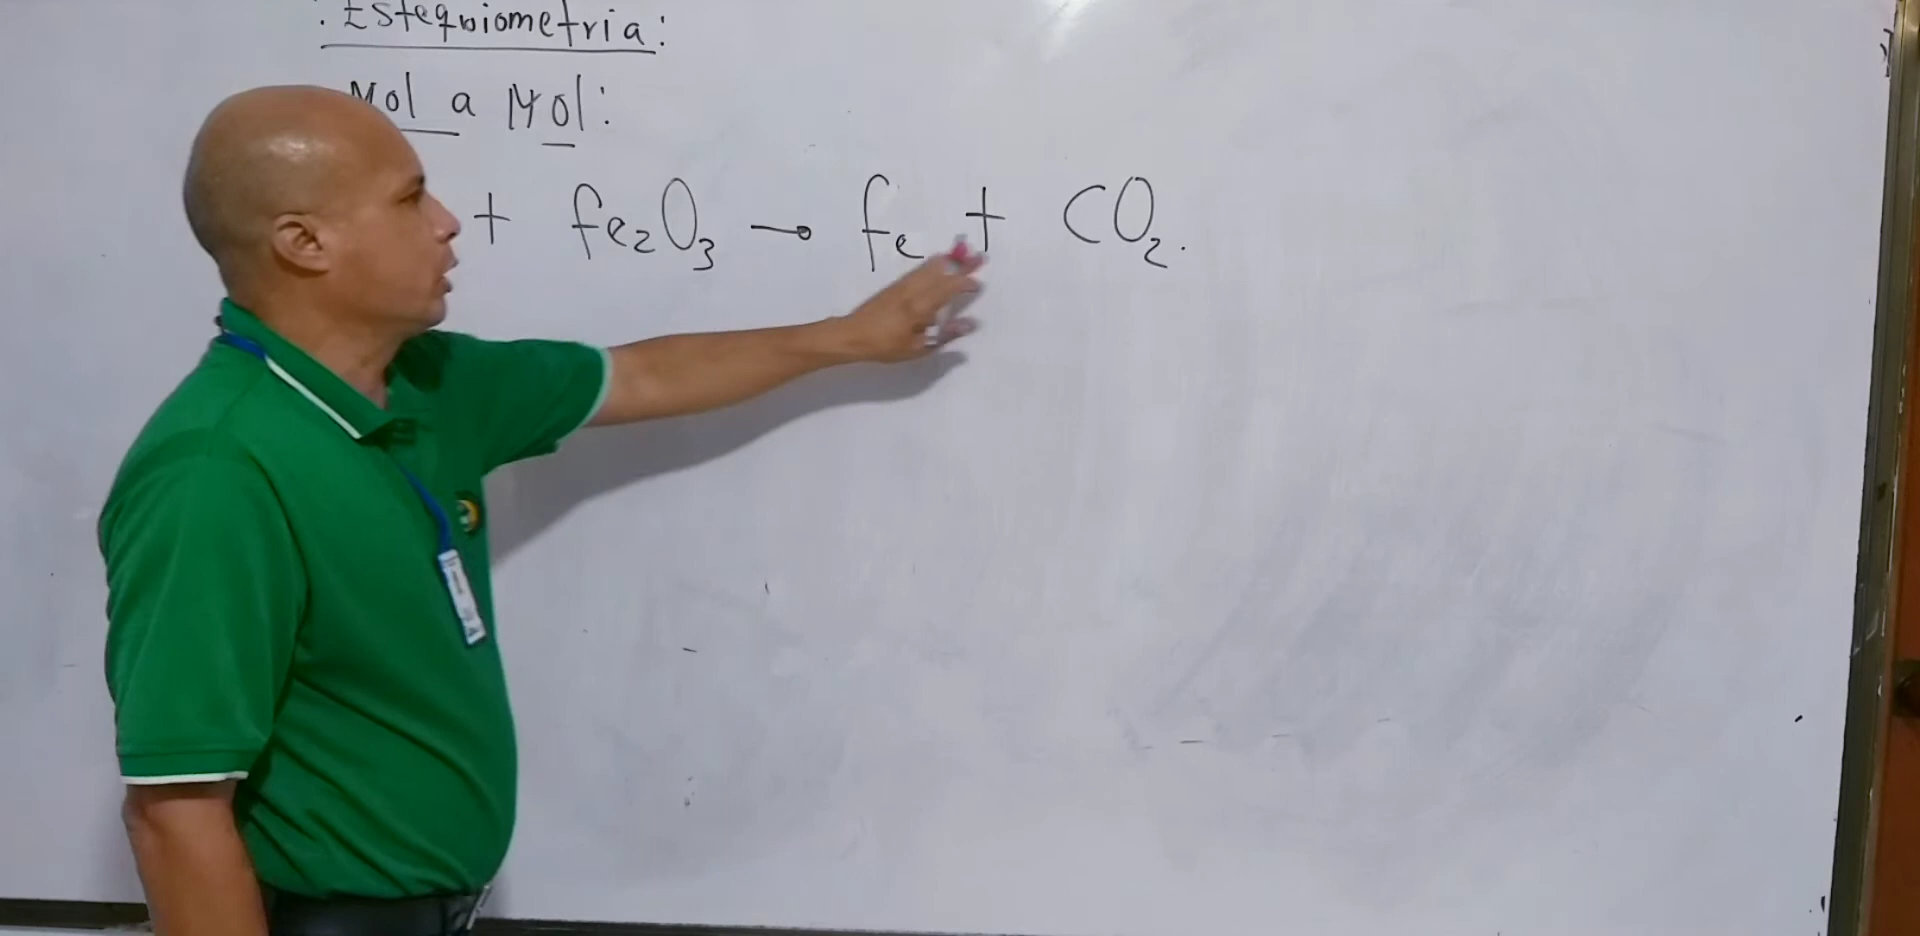 : Estequiometria:
Mol a Mol:
+ Fe₂O₃ → Fe + CO₂.